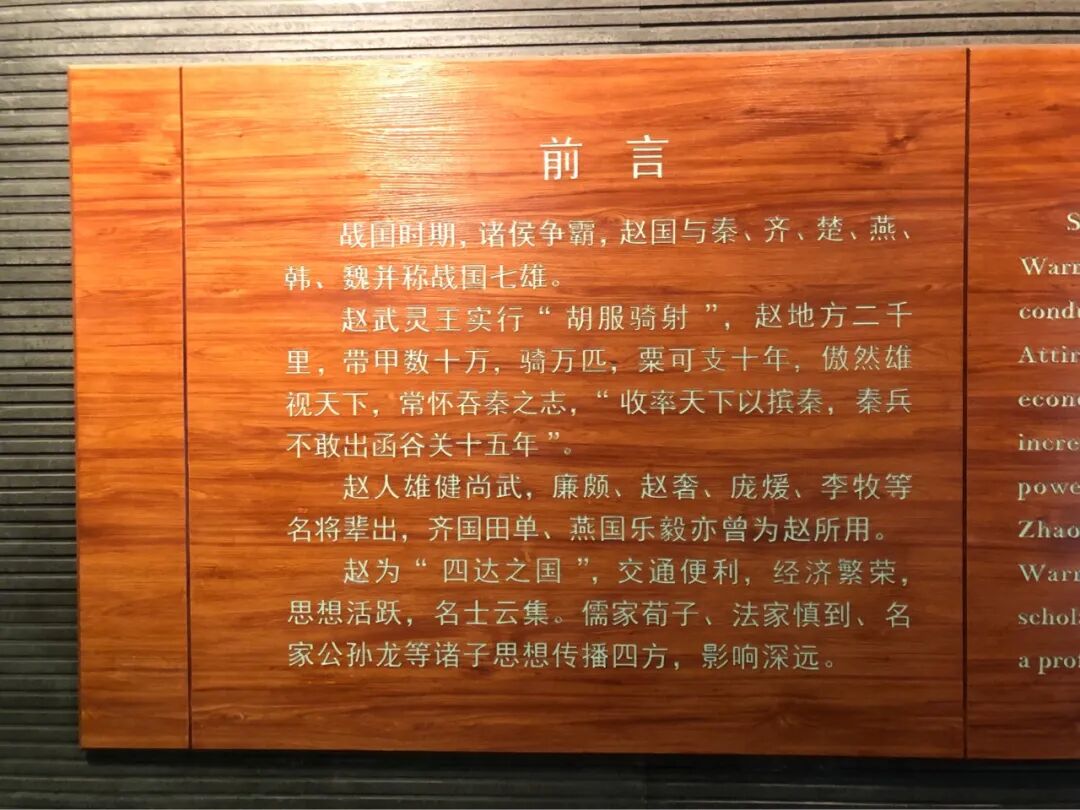 前言
战国时期，诸侯争霸，赵国与秦、齐、楚、燕、
韩、魏并称战国七雄。
赵武灵王实行“胡服骑射”，赵地方二千
里，带甲数十万，骑万匹，粟可支十年，傲然雄
视天下，常怀吞秦之志，“收率天下以摈秦，秦兵
不敢出函谷关十五年”。
赵人雄健尚武，廉颇、赵奢、庞煖、李牧等
名将辈出，齐国田单、燕国乐毅亦曾为赵所用。
赵为“四达之国”，交通便利，经济繁荣，
思想活跃，名士云集。儒家荀子、法家慎到、名
家公孙龙等诸子思想传播四方，影响深远。
S
Warn
condu
Attir
econo
incre
powe
Zhao
Warn
schola
a prof